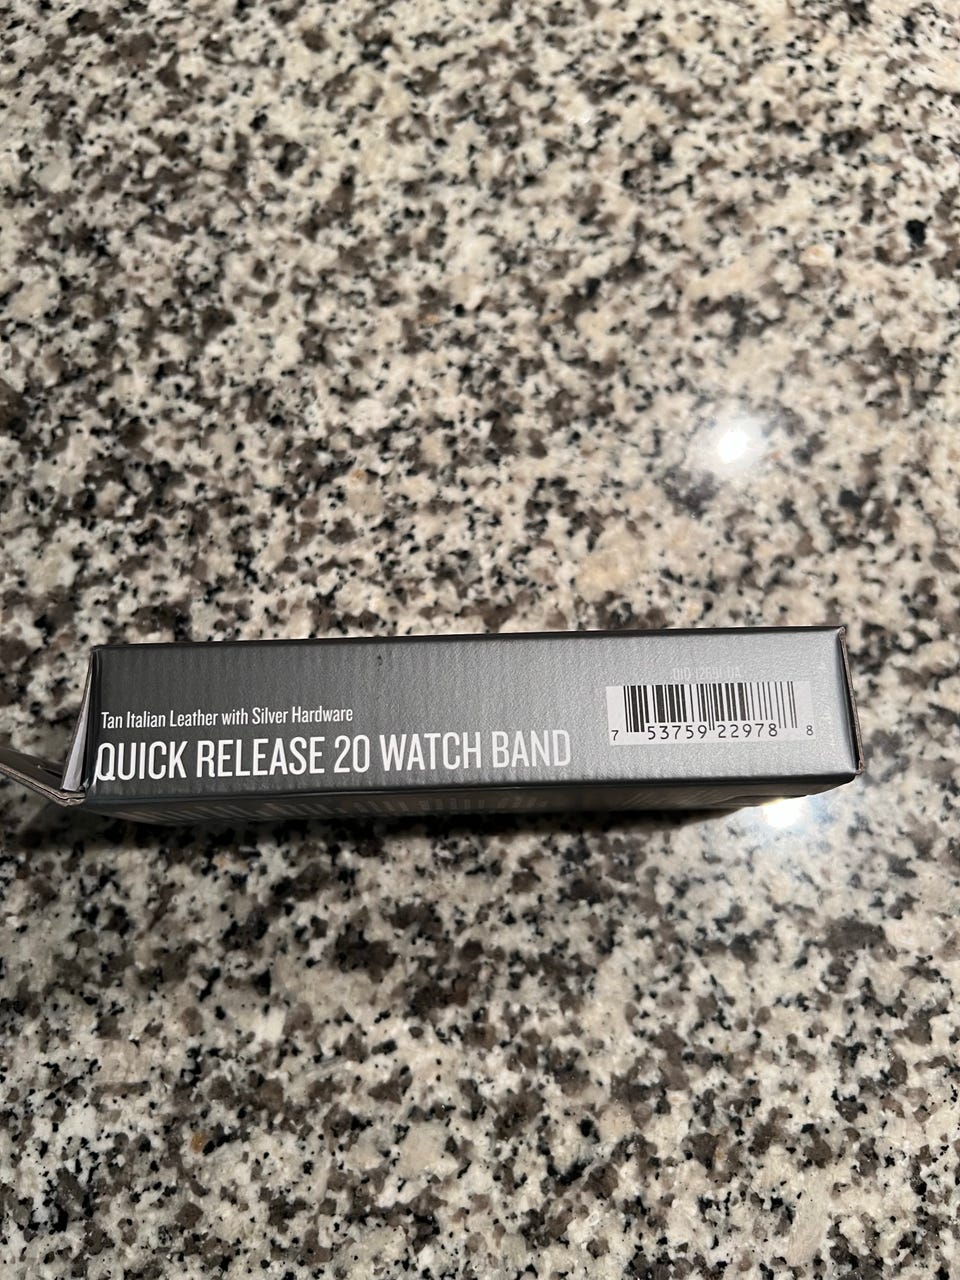 Tan Italian Leather with Silver Hardware
QUICK RELEASE 20 WATCH BAND
7 53759 22978 8